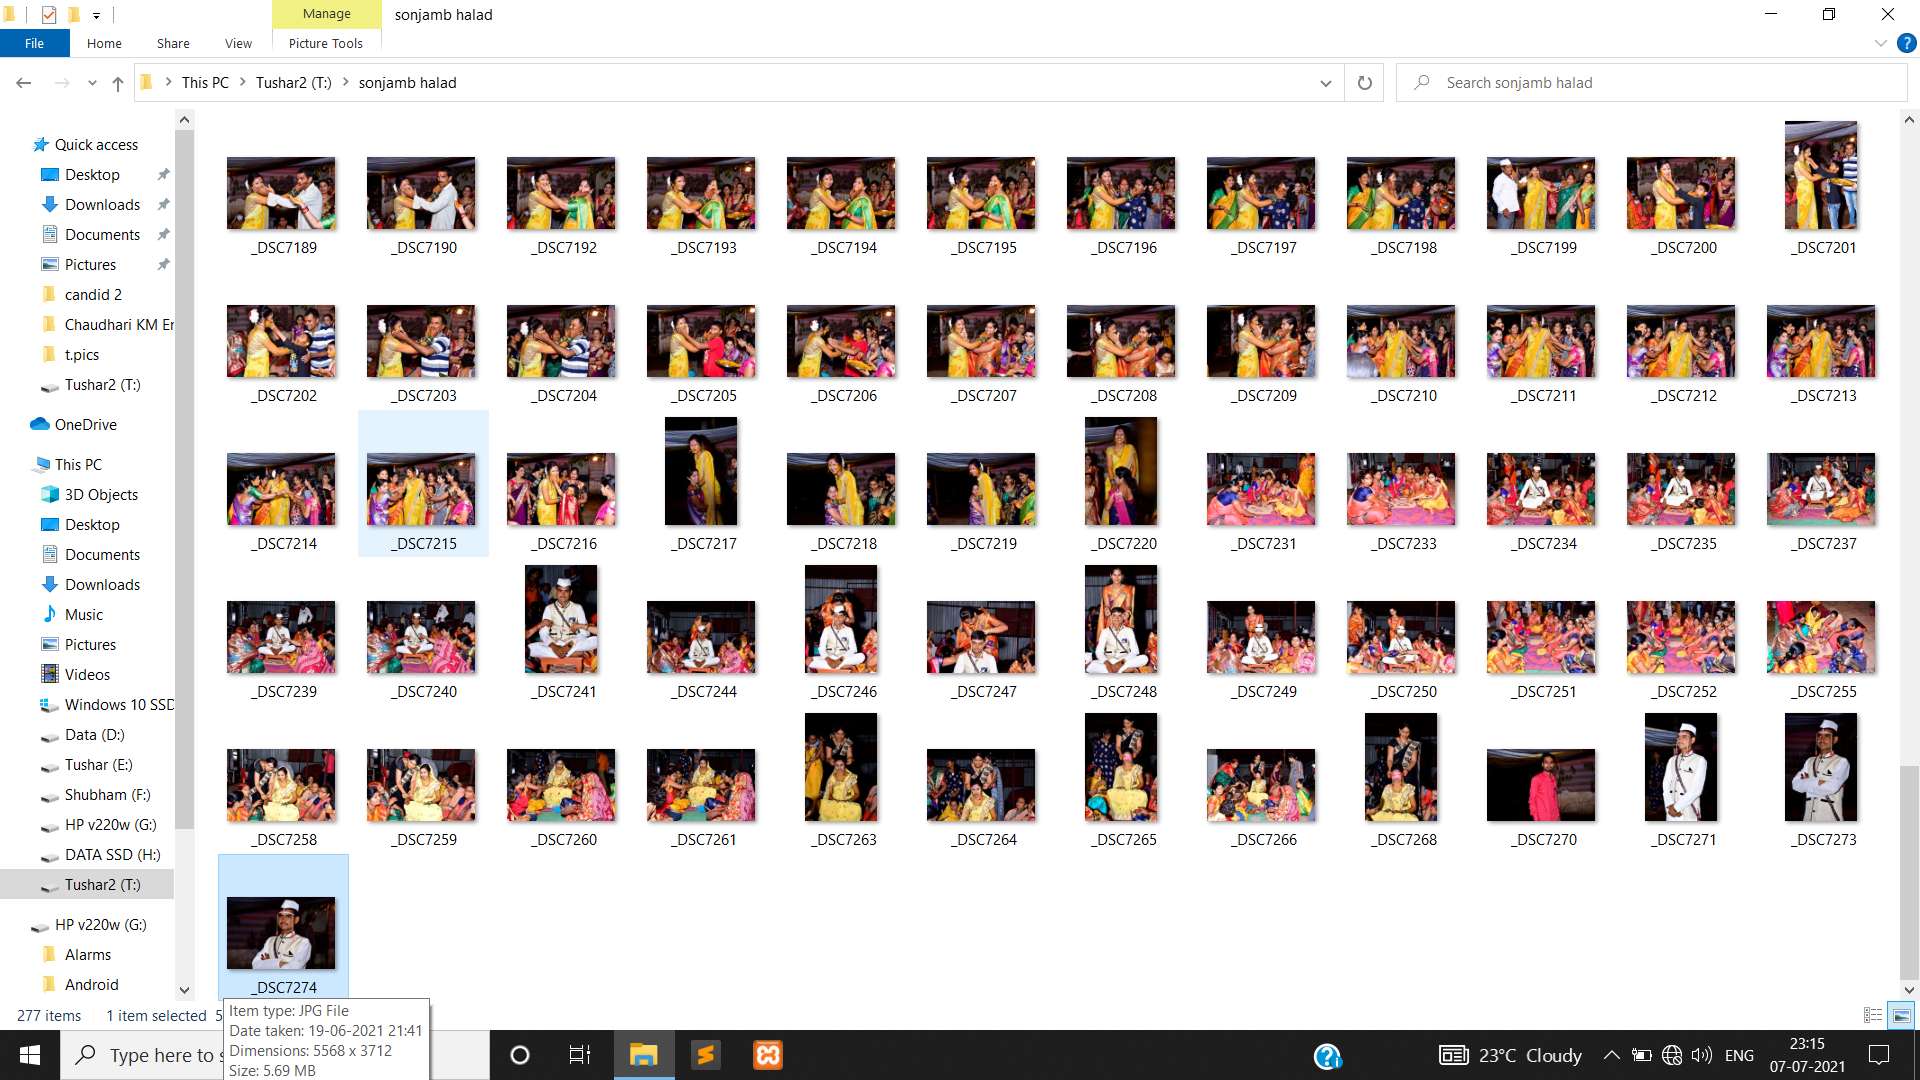 Manage
sonjamb halad
File
Home
Share
View
Picture Tools
This PC
Tushar2 (T:)
sonjamb halad
Search sonjamb halad
Quick access
Desktop
Downloads
Documents
Pictures
candid 2
Chaudhari KM Er
t.pics
Tushar2 (T:)
OneDrive
This PC
3D Objects
Desktop
Documents
Downloads
Music
Pictures
Videos
Windows 10 SSD
Data (D:)
Tushar (E:)
Shubham (F:)
HP v220w (G:)
DATA SSD (H:)
Tushar2 (T:)
HP v220w (G:)
Alarms
Android
_DSC7189 _DSC7190 _DSC7192 _DSC7193 _DSC7194 _DSC7195 _DSC7196 _DSC7197 _DSC7198 _DSC7199 _DSC7200 _DSC7201
_DSC7202 _DSC7203 _DSC7204 _DSC7205 _DSC7206 _DSC7207 _DSC7208 _DSC7209 _DSC7210 _DSC7211 _DSC7212 _DSC7213
_DSC7214 _DSC7215 _DSC7216 _DSC7217 _DSC7218 _DSC7219 _DSC7220 _DSC7231 _DSC7233 _DSC7234 _DSC7235 _DSC7237
_DSC7239 _DSC7240 _DSC7241 _DSC7244 _DSC7246 _DSC7247 _DSC7248 _DSC7249 _DSC7250 _DSC7251 _DSC7252 _DSC7255
_DSC7258 _DSC7259 _DSC7260 _DSC7261 _DSC7263 _DSC7264 _DSC7265 _DSC7266 _DSC7268 _DSC7270 _DSC7271 _DSC7273
_DSC7274
Item type: JPG File
Date taken: 19-06-2021 21:41
Dimensions: 5568 x 3712
Size: 5.69 MB
277 items
1 item selected 5
Type here to s
23°C Cloudy
ENG
23:15
07-07-2021